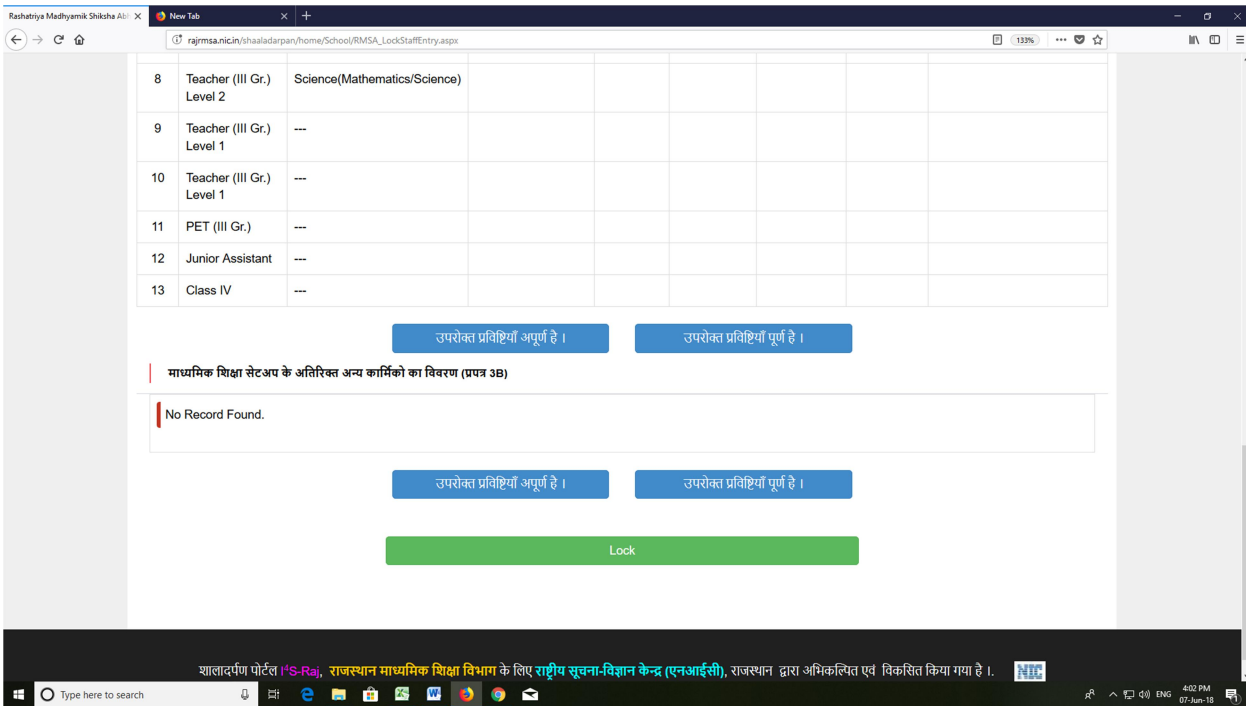 Rashatriya Madhyamik Shiksha Abh
New Tab
rajrmsa.nic.in/shaaladarpan/home/School/RMSA_LockStaffEntry.aspx
133%
8 Teacher (III Gr.) Level 2 Science(Mathematics/Science)
9 Teacher (III Gr.) Level 1 ---
10 Teacher (III Gr.) Level 1 ---
11 PET (III Gr.) ---
12 Junior Assistant ---
13 Class IV ---
उपरोक्त प्रविष्टियाँ अपूर्ण है । उपरोक्त प्रविष्टियाँ पूर्ण है ।
माध्यमिक शिक्षा सेटअप के अतिरिक्त अन्य कार्मिको का विवरण (प्रपत्र 3B)
No Record Found.
उपरोक्त प्रविष्टियाँ अपूर्ण है । उपरोक्त प्रविष्टियाँ पूर्ण है ।
Lock
शालादर्पण पोर्टल I⁴S-Raj, राजस्थान माध्यमिक शिक्षा विभाग के लिए राष्ट्रीय सूचना-विज्ञान केन्द्र (एनआईसी), राजस्थान द्वारा अभिकल्पित एवं विकसित किया गया है । NIC
Type here to search
ENG
4:02 PM
07-Jun-18